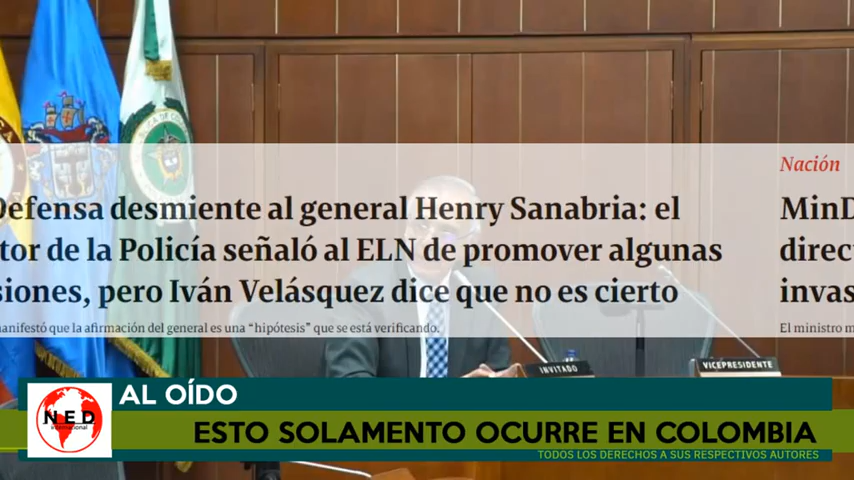 Nación
Defensa desmiente al general Henry Sanabria: el
tor de la Policía señaló al ELN de promover algunas
siones, pero Iván Velásquez dice que no es cierto
manifestó que la afirmación del general es una “hipótesis” que se está verificando.
MinD
direct
invas
El ministro m
INVITADO
VICEPRESIDENTE
NED
International
AL OÍDO
ESTO SOLAMENTO OCURRE EN COLOMBIA
TODOS LOS DERECHOS A SUS RESPECTIVOS AUTORES